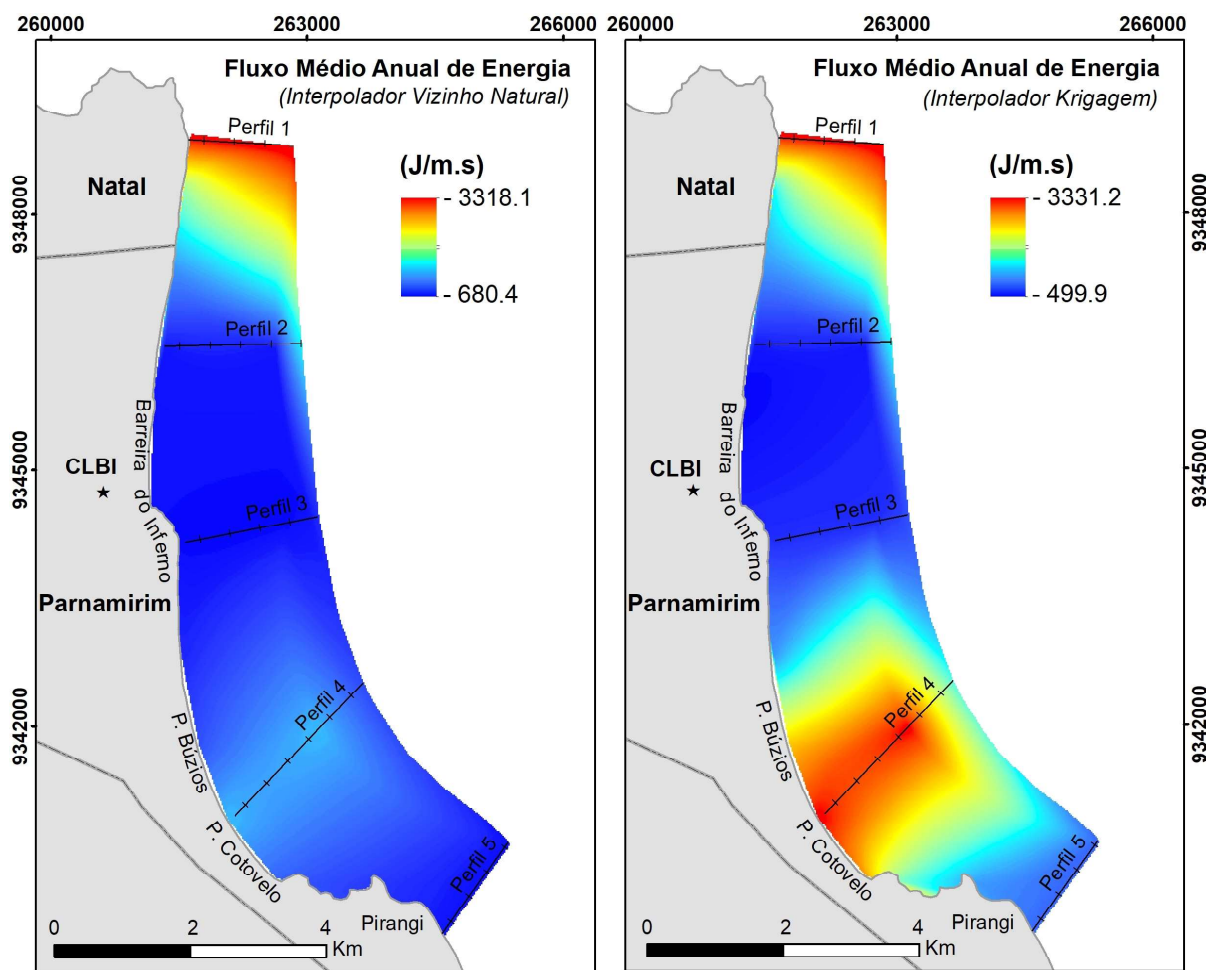 260000
263000
266000
Fluxo Médio Anual de Energia
(Interpolador Vizinho Natural)
Perfil 1
(J/m.s)
3318.1
680.4
Natal
9348000
Perfil 2
Barreira do Inferno
CLBI
9345000
Perfil 3
Parnamirim
Perfil 4
P. Búzios
9342000
P. Cotovelo
Perfil 5
Pirangi
0 2 4
Km
260000
263000
266000
Fluxo Médio Anual de Energia
(Interpolador Krigagem)
Perfil 1
(J/m.s)
3331.2
499.9
Natal
9348000
Perfil 2
Barreira do Inferno
CLBI
9345000
Perfil 3
Parnamirim
Perfil 4
P. Búzios
9342000
P. Cotovelo
Perfil 5
Pirangi
0 2 4
Km